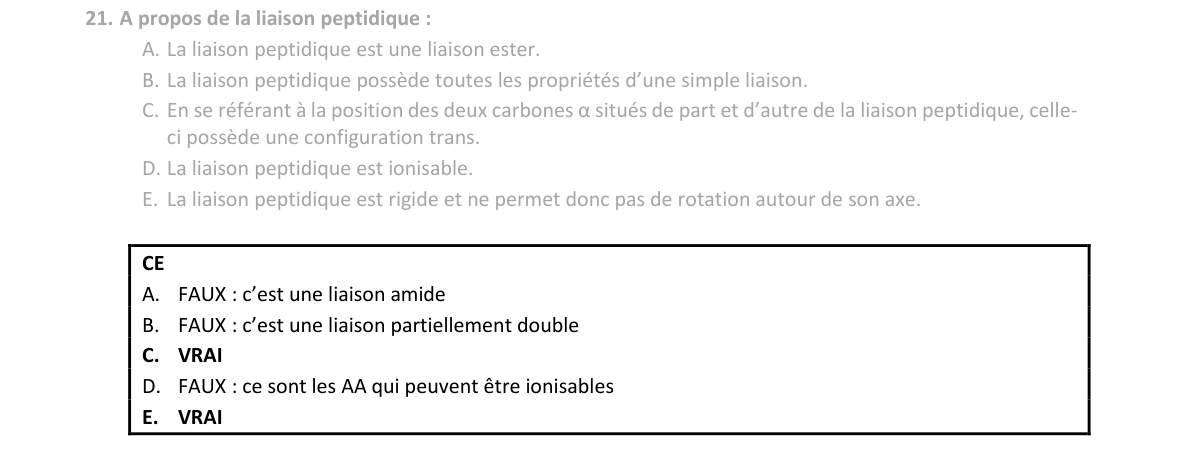 21. A propos de la liaison peptidique :
A. La liaison peptidique est une liaison ester.
B. La liaison peptidique possède toutes les propriétés d’une simple liaison.
C. En se référant à la position des deux carbones α situés de part et d’autre de la liaison peptidique, celle-
ci possède une configuration trans.
D. La liaison peptidique est ionisable.
E. La liaison peptidique est rigide et ne permet donc pas de rotation autour de son axe.
CE
A. FAUX : c’est une liaison amide
B. FAUX : c’est une liaison partiellement double
C. VRAI
D. FAUX : ce sont les AA qui peuvent être ionisables
E. VRAI